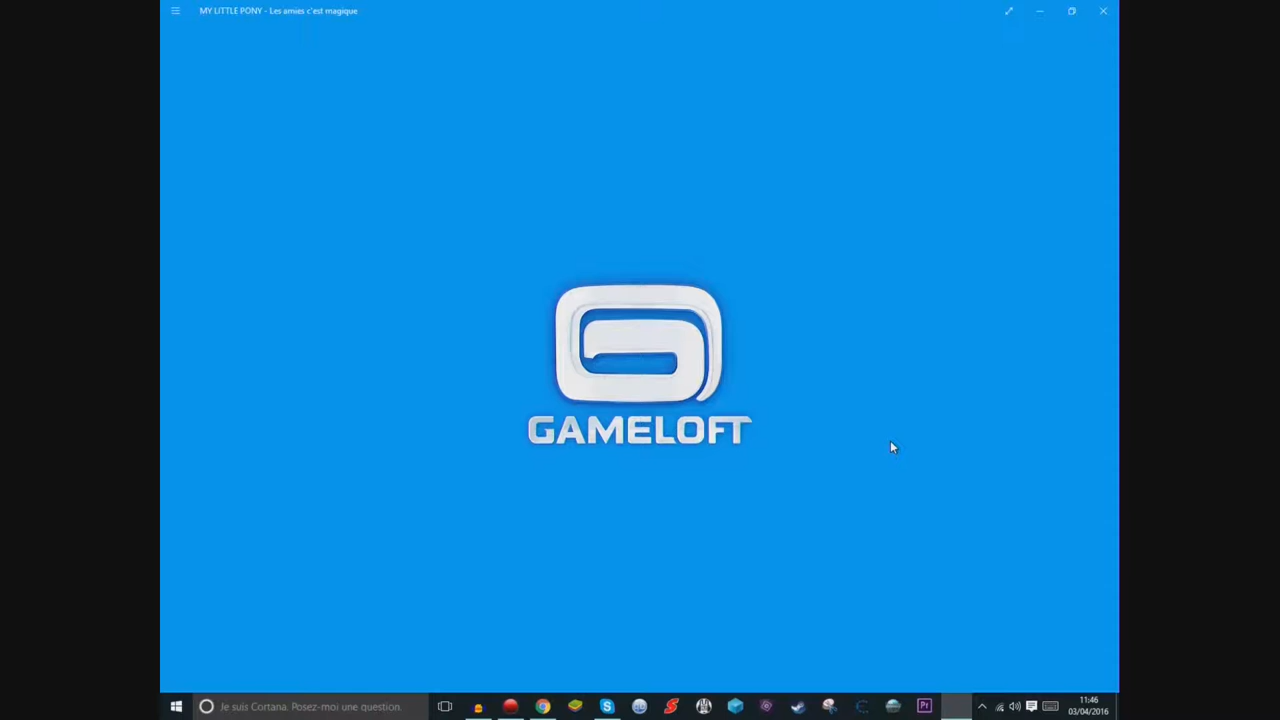 MY LITTLE PONY - Les amies c'est magique
GAMELOFT
Je suis Cortana. Posez-moi une question.
Pr
11:46
03/04/2016